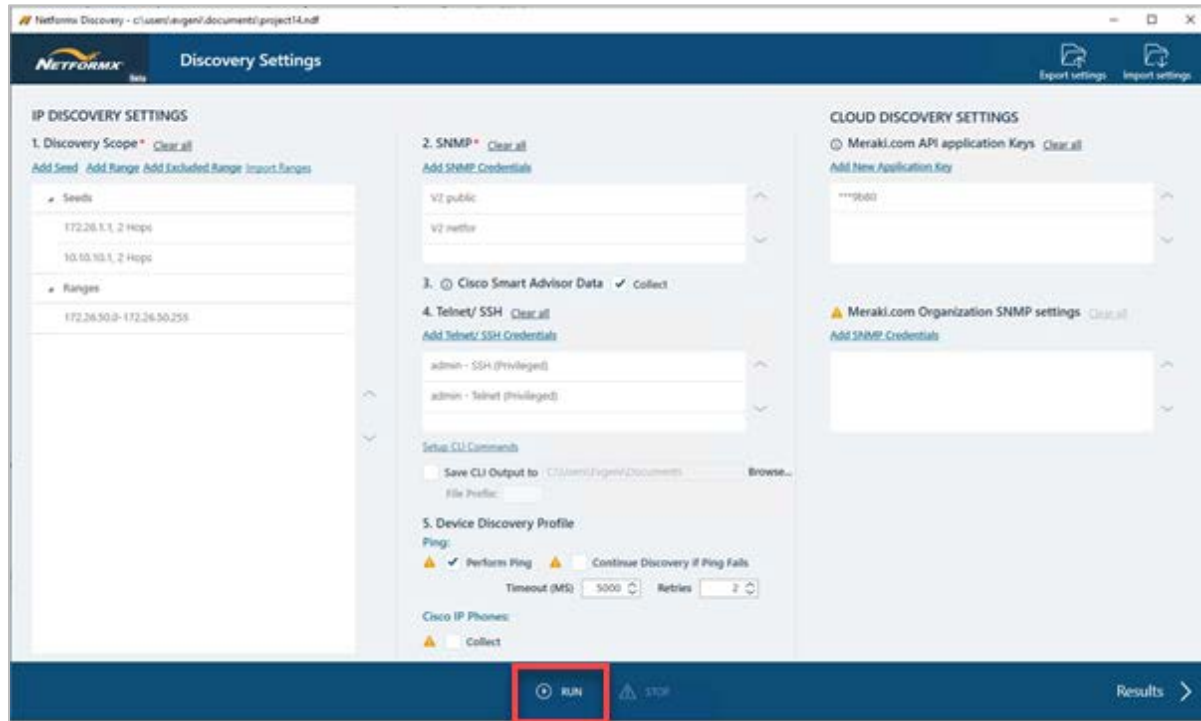 Netformx Discovery - c:\users\evgeni\documents\project14.ndf
NETFORMX
Beta
Discovery Settings
Export settings
Import settings
IP DISCOVERY SETTINGS
1. Discovery Scope* Clear all
Add Seed Add Range Add Excluded Range Import Ranges
Seeds
172.26.1.1, 2 Hops
10.10.10.1, 2 Hops
Ranges
172.26.50.0-172.26.50.255
2. SNMP* Clear all
Add SNMP Credentials
V2 public
V2 netfor
3. Cisco Smart Advisor Data Collect
4. Telnet/ SSH Clear all
Add Telnet/ SSH Credentials
admin - SSH (Privileged)
admin - Telnet (Privileged)
Setup CLI Commands
Save CLI Output to C:\Users\Evgeni\Documents Browse...
File Prefix:
5. Device Discovery Profile
Ping:
Perform Ping Continue Discovery if Ping Fails
Timeout (MS) 5000 Retries 2
Cisco IP Phones:
Collect
CLOUD DISCOVERY SETTINGS
Meraki.com API application Keys Clear all
Add New Application Key
***9b80
Meraki.com Organization SNMP settings Clear all
Add SNMP Credentials
RUN
STOP
Results